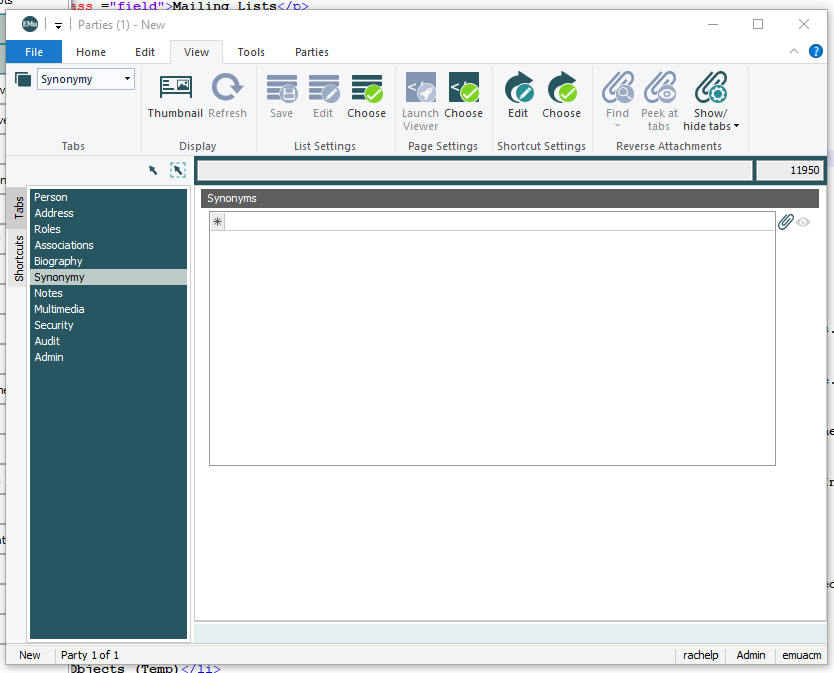 ass ="field">Mailing Lists</p>
EMu Parties (1) - New
File Home Edit View Tools Parties
Synonymy
Thumbnail Refresh Save Edit Choose Launch Viewer Choose Edit Choose Find Peek at tabs Show/ hide tabs
Tabs Display List Settings Page Settings Shortcut Settings Reverse Attachments
11950
Tabs
Shortcuts
Person
Address
Roles
Associations
Biography
Synonymy
Notes
Multimedia
Security
Audit
Admin
Synonyms
New Party 1 of 1 rachelp Admin emuacm
Objects (Temp)</li>